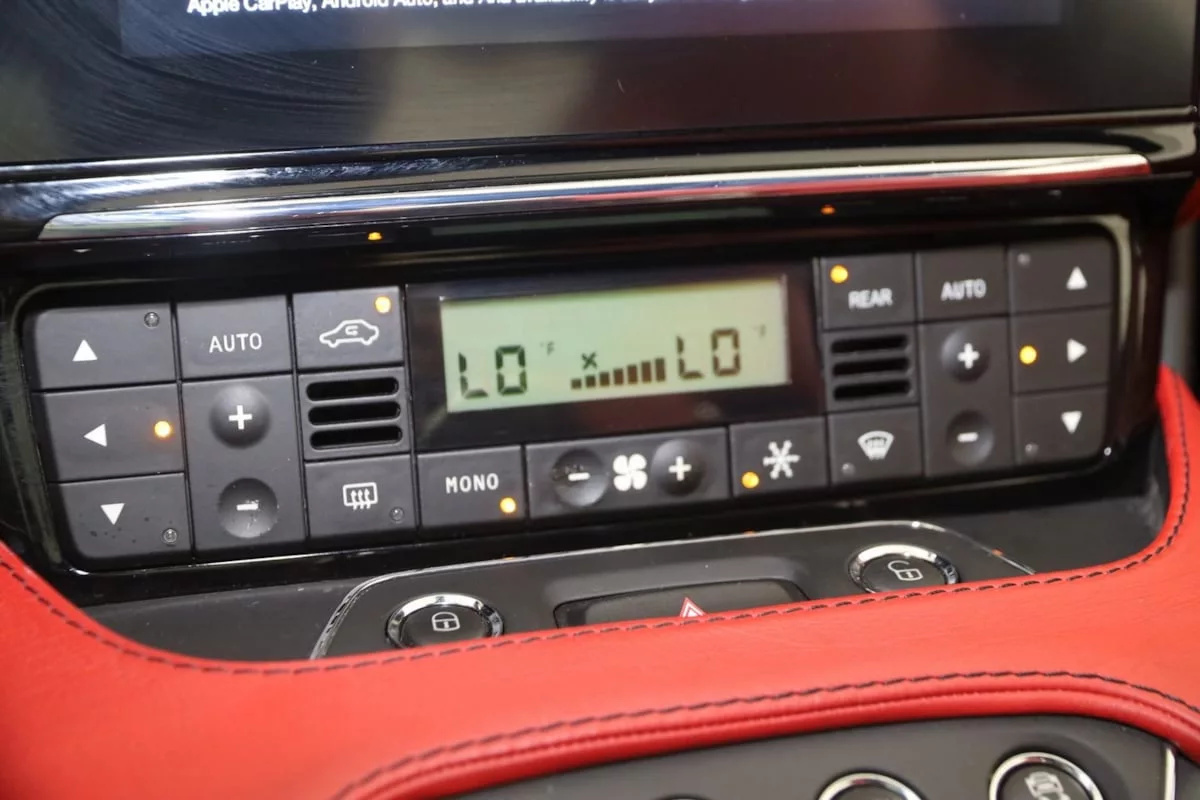 Apple CarPlay, Android Auto, and
AUTO
MONO
LO °F
LO °F
REAR
AUTO